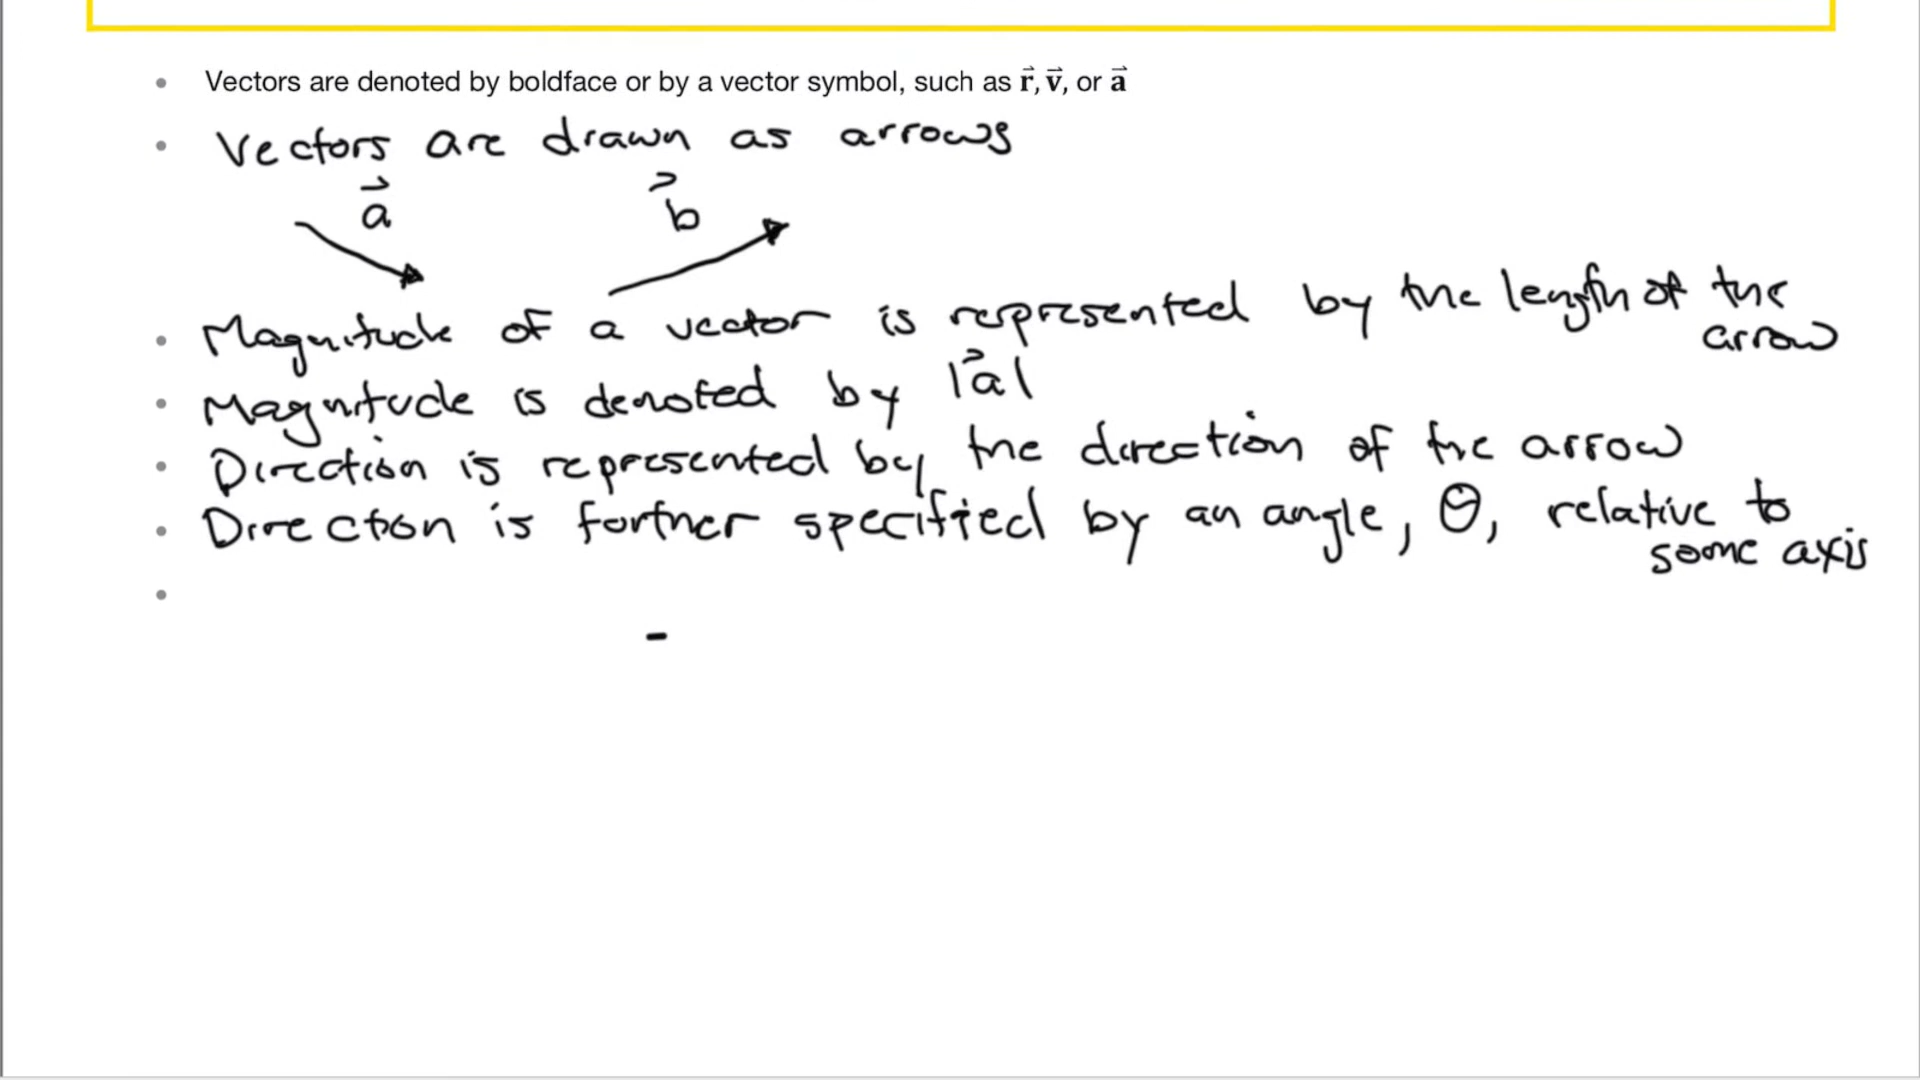 • Vectors are denoted by boldface or by a vector symbol, such as r⃗, v⃗, or a⃗
• Vectors are drawn as arrows
a⃗ b⃗
• Magnitude of a vector is represented by the length of the
arrow
• Magnitude is denoted by |a⃗|
• Direction is represented by the direction of the arrow
• Direction is further specified by an angle, θ, relative to
some axis
•
-